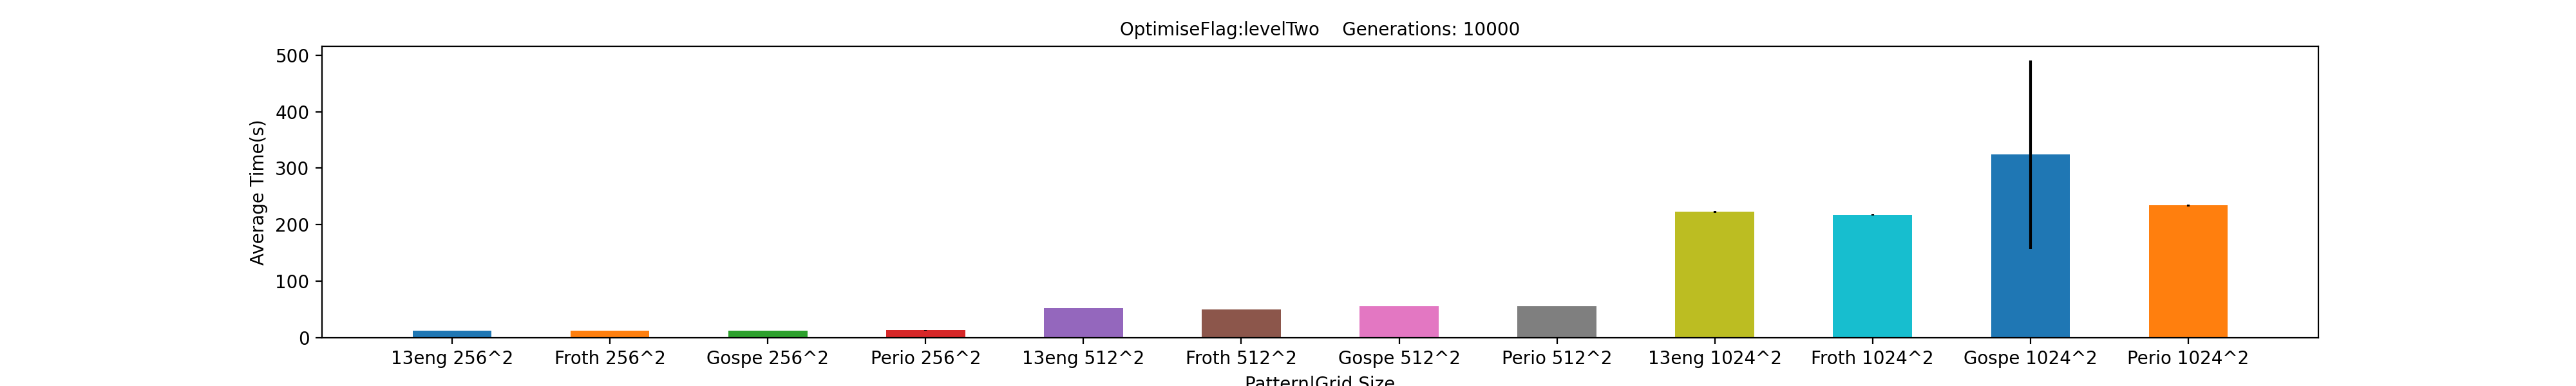 OptimiseFlag:levelTwo    Generations: 10000
500
400
300
200
100
0
Average Time(s)
13eng 256^2 Froth 256^2 Gospe 256^2 Perio 256^2 13eng 512^2 Froth 512^2 Gospe 512^2 Perio 512^2 13eng 1024^2 Froth 1024^2 Gospe 1024^2 Perio 1024^2
Pattern|Grid Size